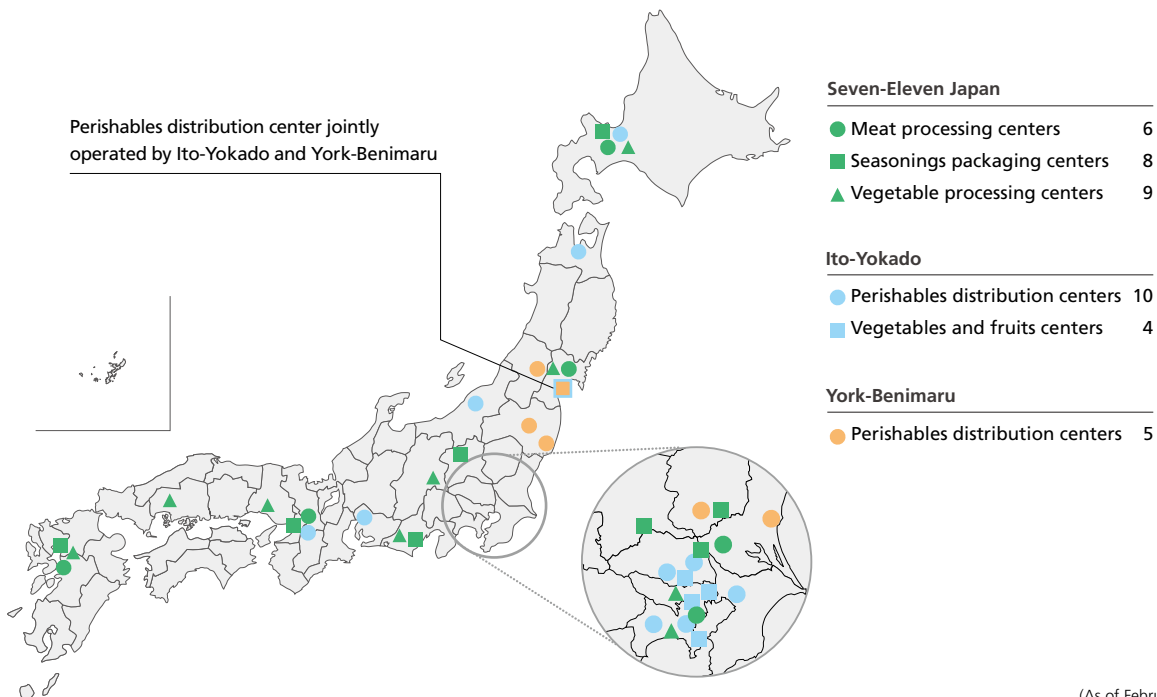 Perishables distribution center jointly
operated by Ito-Yokado and York-Benimaru
Seven-Eleven Japan
Meat processing centers 6
Seasonings packaging centers 8
Vegetable processing centers 9
Ito-Yokado
Perishables distribution centers 10
Vegetables and fruits centers 4
York-Benimaru
Perishables distribution centers 5
(As of